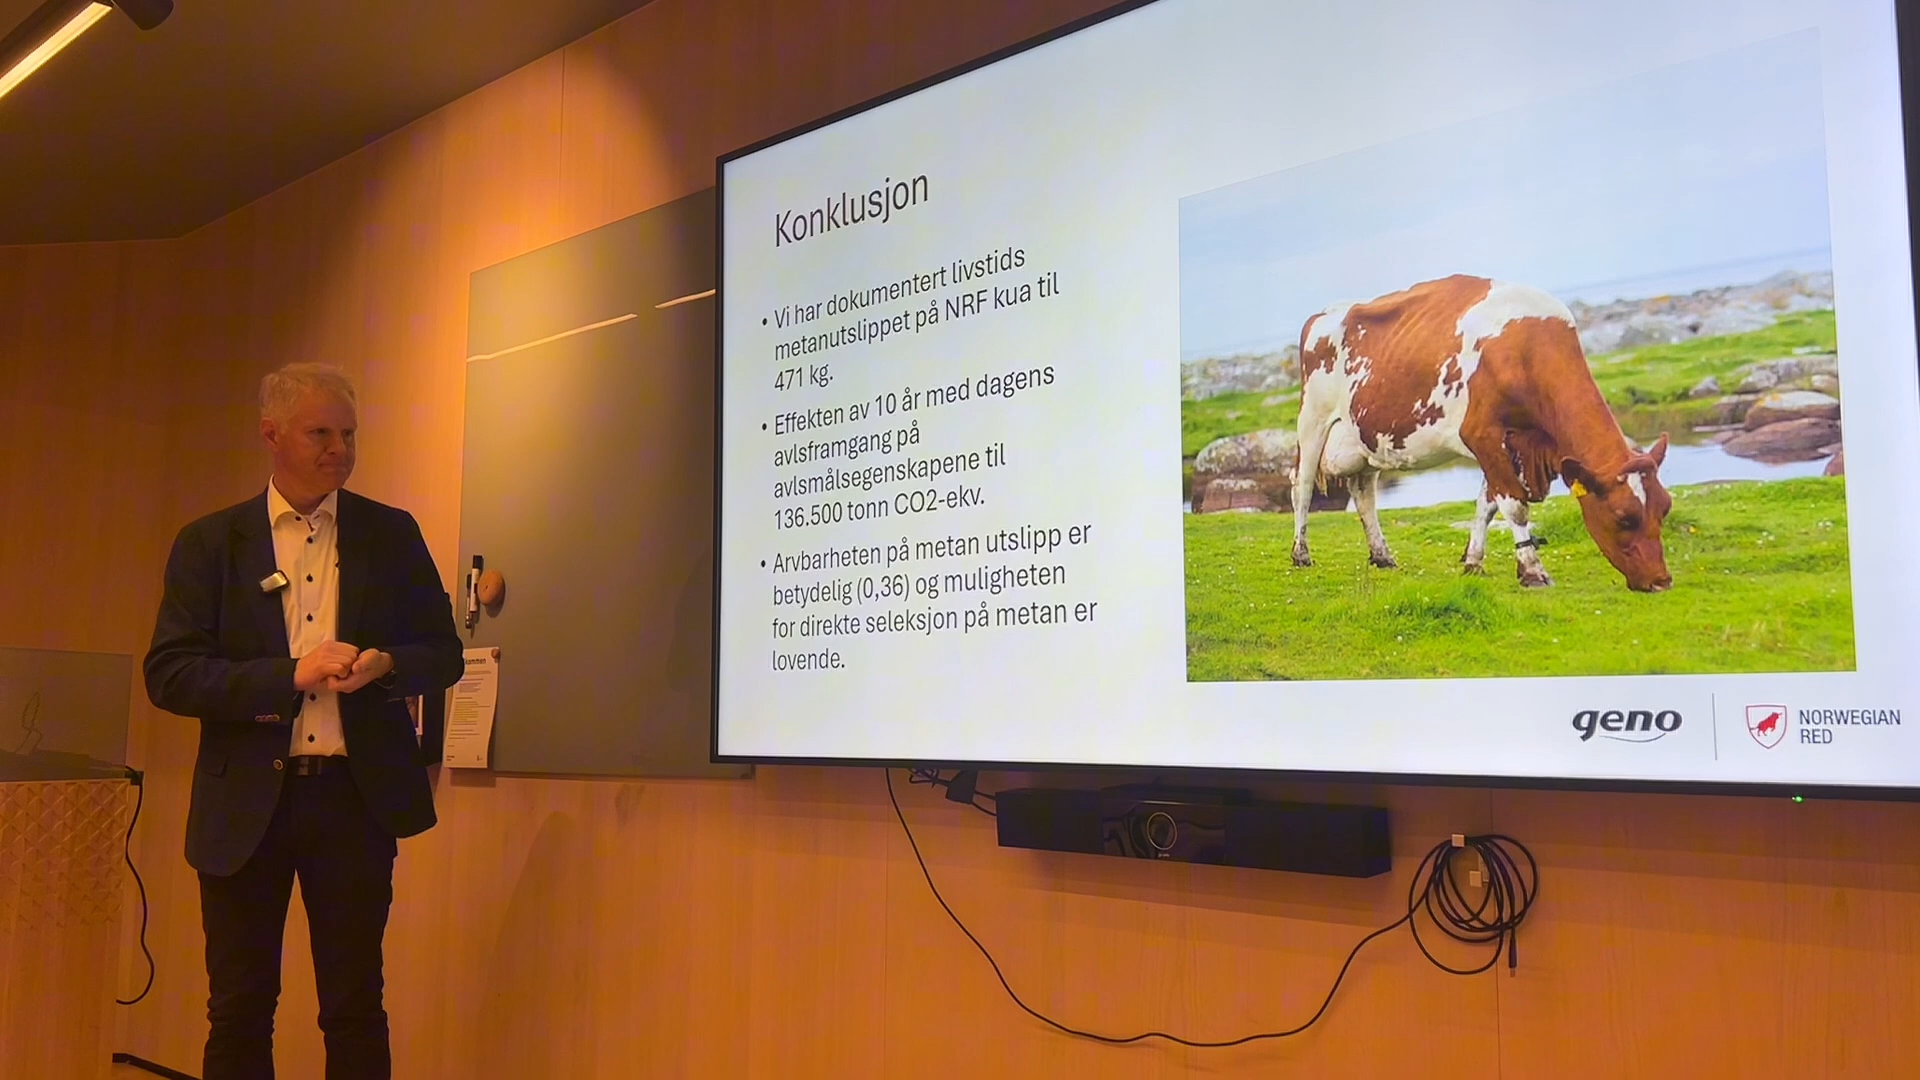 Konklusjon
• Vi har dokumentert livstids
metanutslippet på NRF kua til
471 kg.
• Effekten av 10 år med dagens
avlsframgang på
avlsmålsegenskapene til
136.500 tonn CO2-ekv.
• Arvbarheten på metan utslipp er
betydelig (0,36) og muligheten
for direkte seleksjon på metan er
lovende.
geno
NORWEGIAN
RED